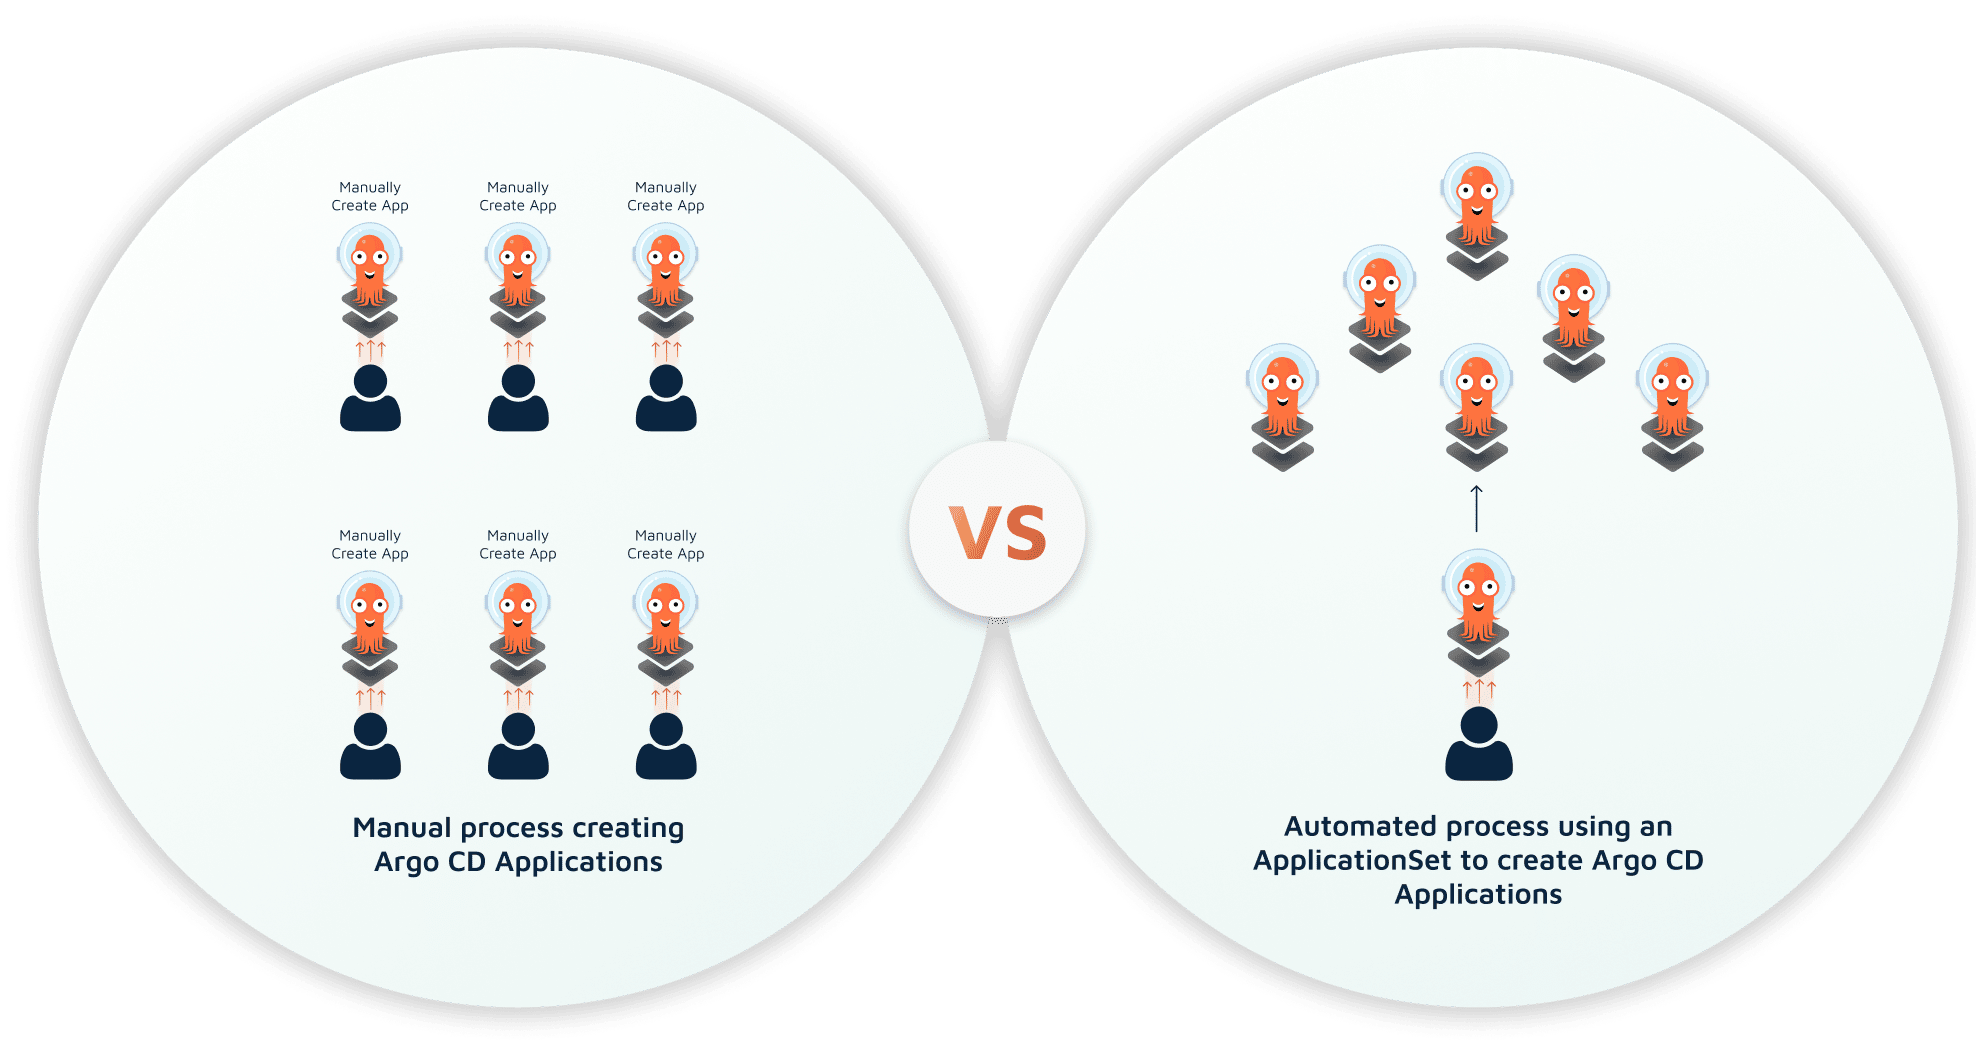 Manually
Create App
Manually
Create App
Manually
Create App
Manually
Create App
Manually
Create App
Manually
Create App
Manual process creating
Argo CD Applications
VS
Automated process using an
ApplicationSet to create Argo CD
Applications